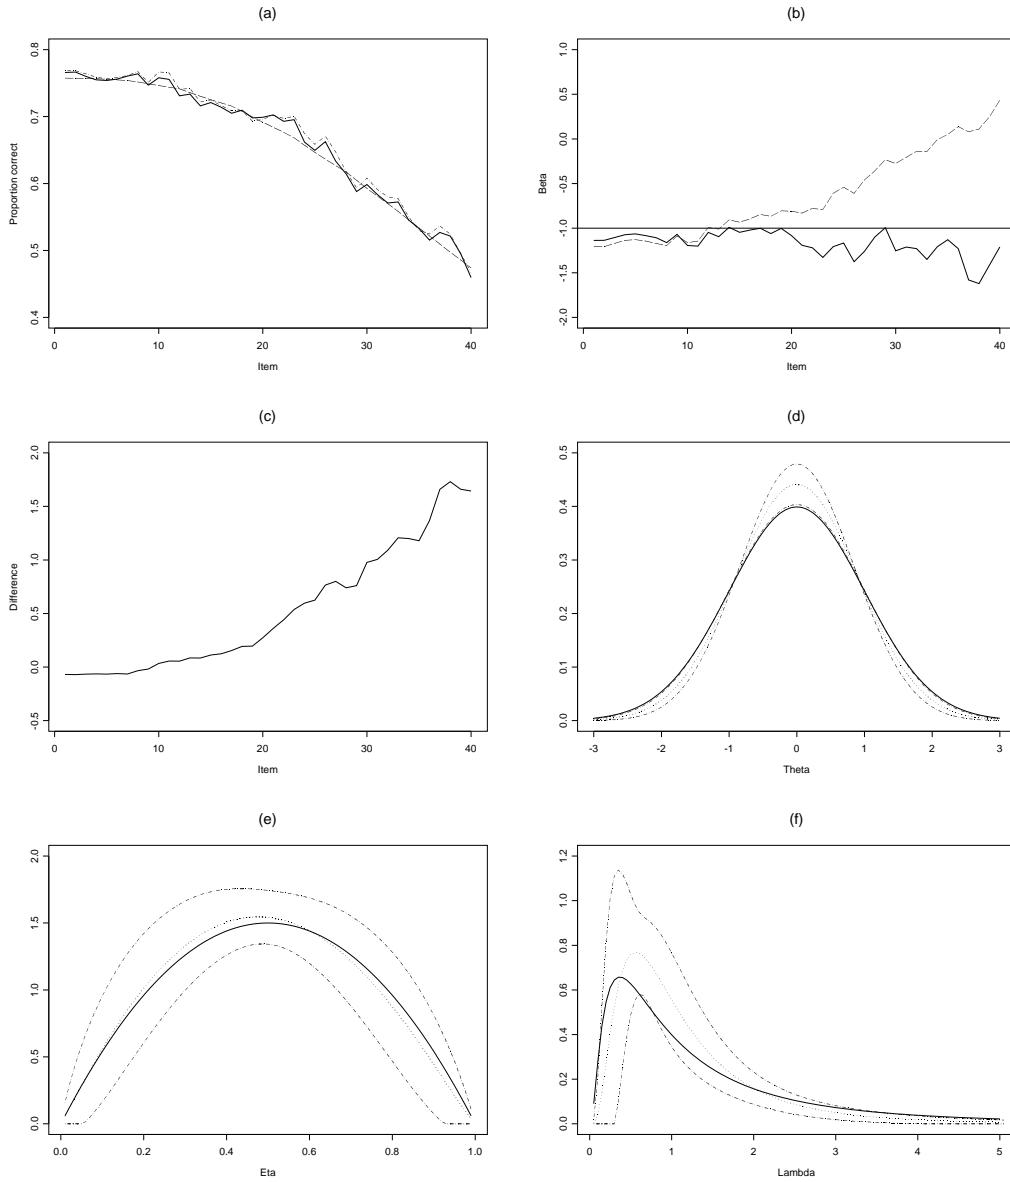 (a)
0.8
0.7
0.6
0.5
0.4
Proportion correct
0 10 20 30 40
Item
(b)
1.0
0.5
0.0
-0.5
-1.0
-1.5
-2.0
Beta
0 10 20 30 40
Item
(c)
2.0
1.5
1.0
0.5
0.0
-0.5
Difference
0 10 20 30 40
Item
(d)
0.5
0.4
0.3
0.2
0.1
0.0
-3 -2 -1 0 1 2 3
Theta
(e)
2.0
1.5
1.0
0.5
0.0
0.0 0.2 0.4 0.6 0.8 1.0
Eta
(f)
1.2
1.0
0.8
0.6
0.4
0.2
0.0
0 1 2 3 4 5
Lambda